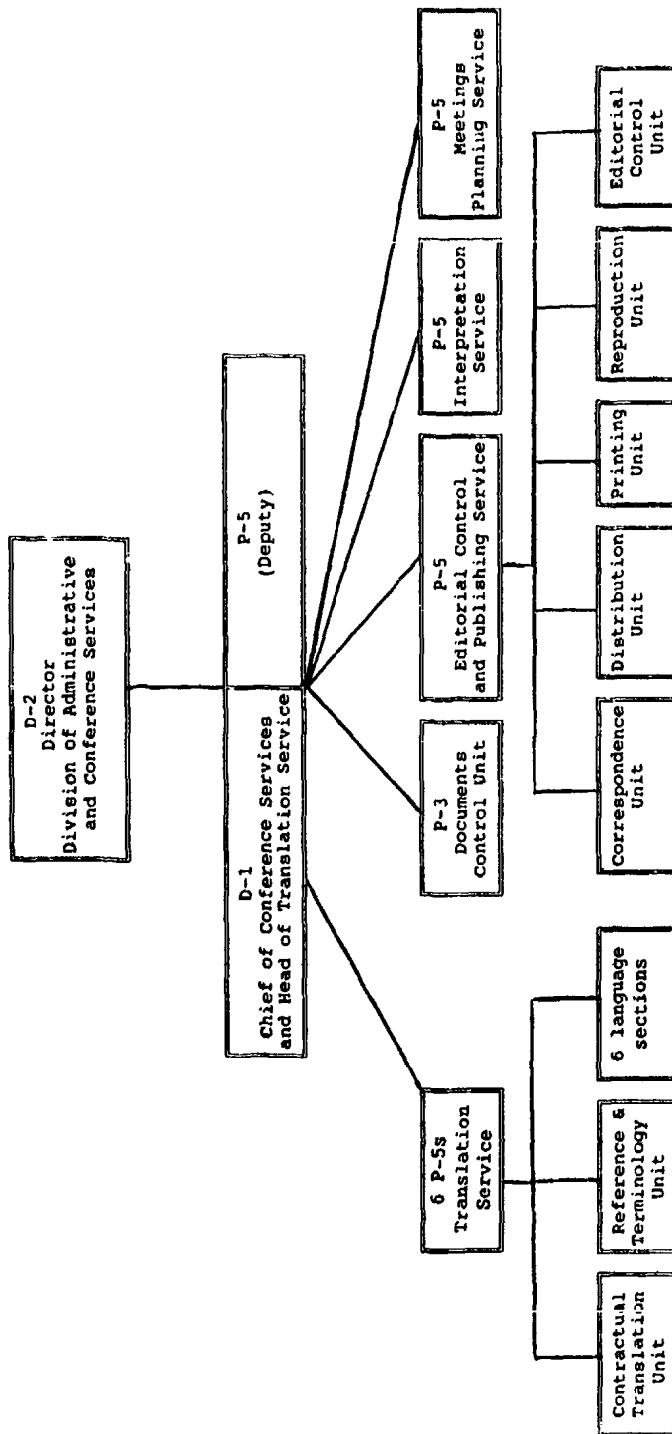 D-2
Director
Division of Administrative
and Conference Services
D-1
Chief of Conference Services
and Head of Translation Service
P-5
(Deputy)
6 P-5s
Translation
Service
P-3
Documents
Control Unit
P-5
Editorial Control
and Publishing Service
P-5
Interpretation
Service
P-5
Meetings
Planning Service
Contractual
Translation
Unit
Reference &
Terminology
Unit
6 language
sections
Correspondence
Unit
Distribution
Unit
Printing
Unit
Reproduction
Unit
Editorial
Control
Unit